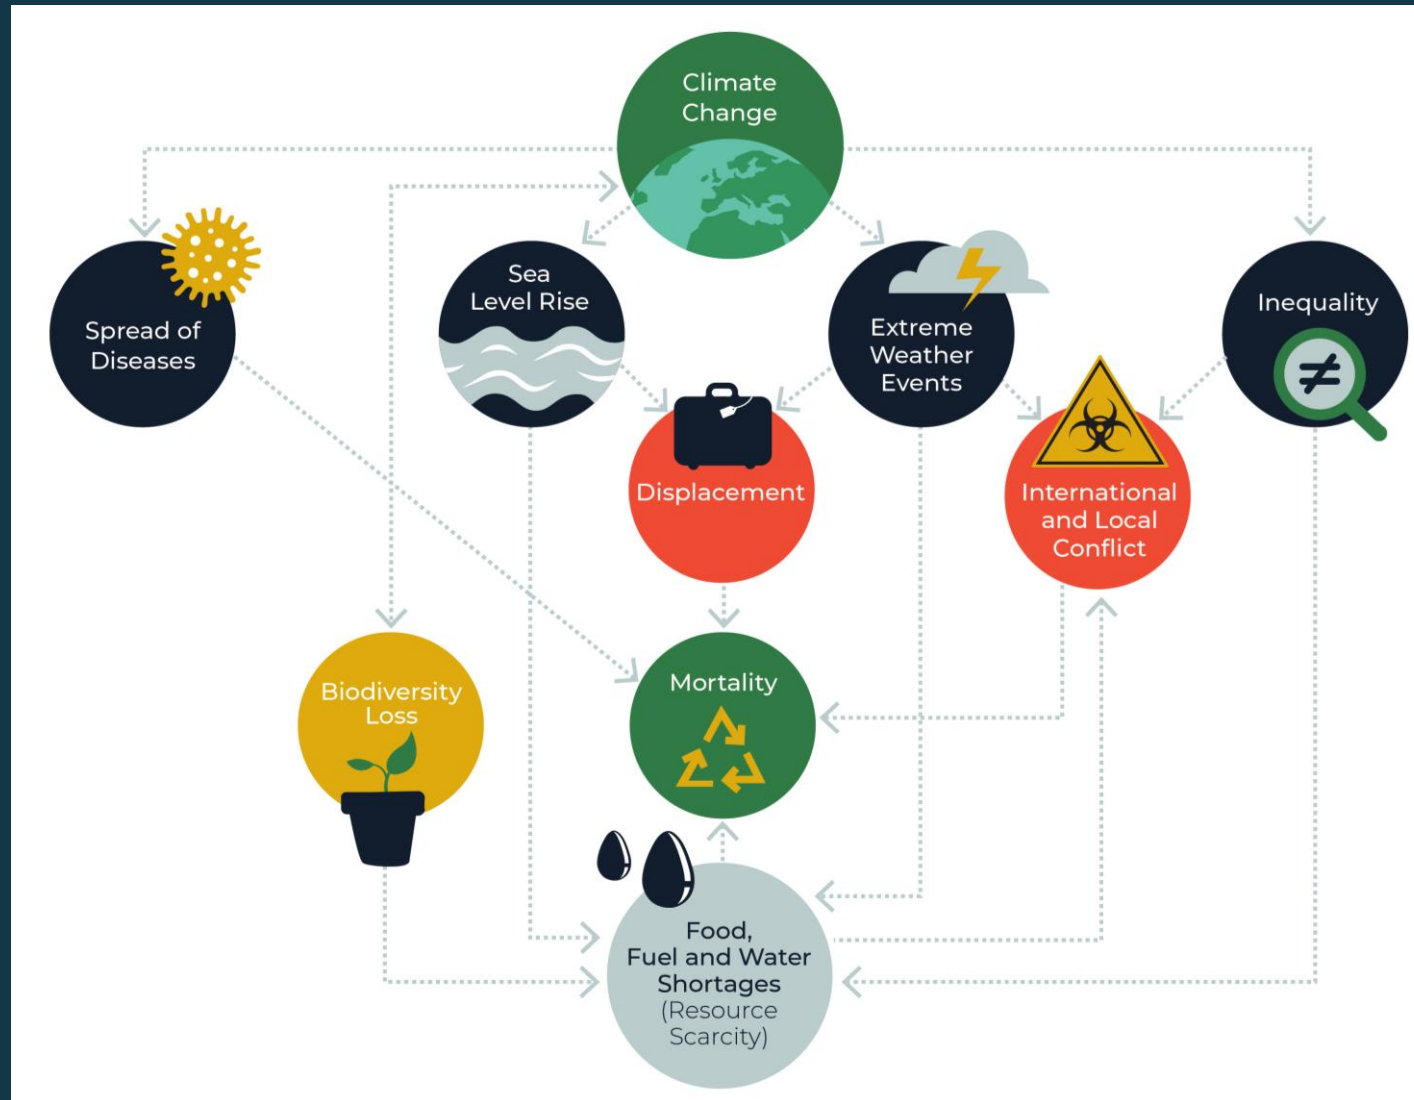 Climate
Change
Spread of
Diseases
Sea
Level Rise
Extreme
Weather
Events
Inequality
Displacement
International
and Local
Conflict
Biodiversity
Loss
Mortality
Food,
Fuel and Water
Shortages
(Resource
Scarcity)